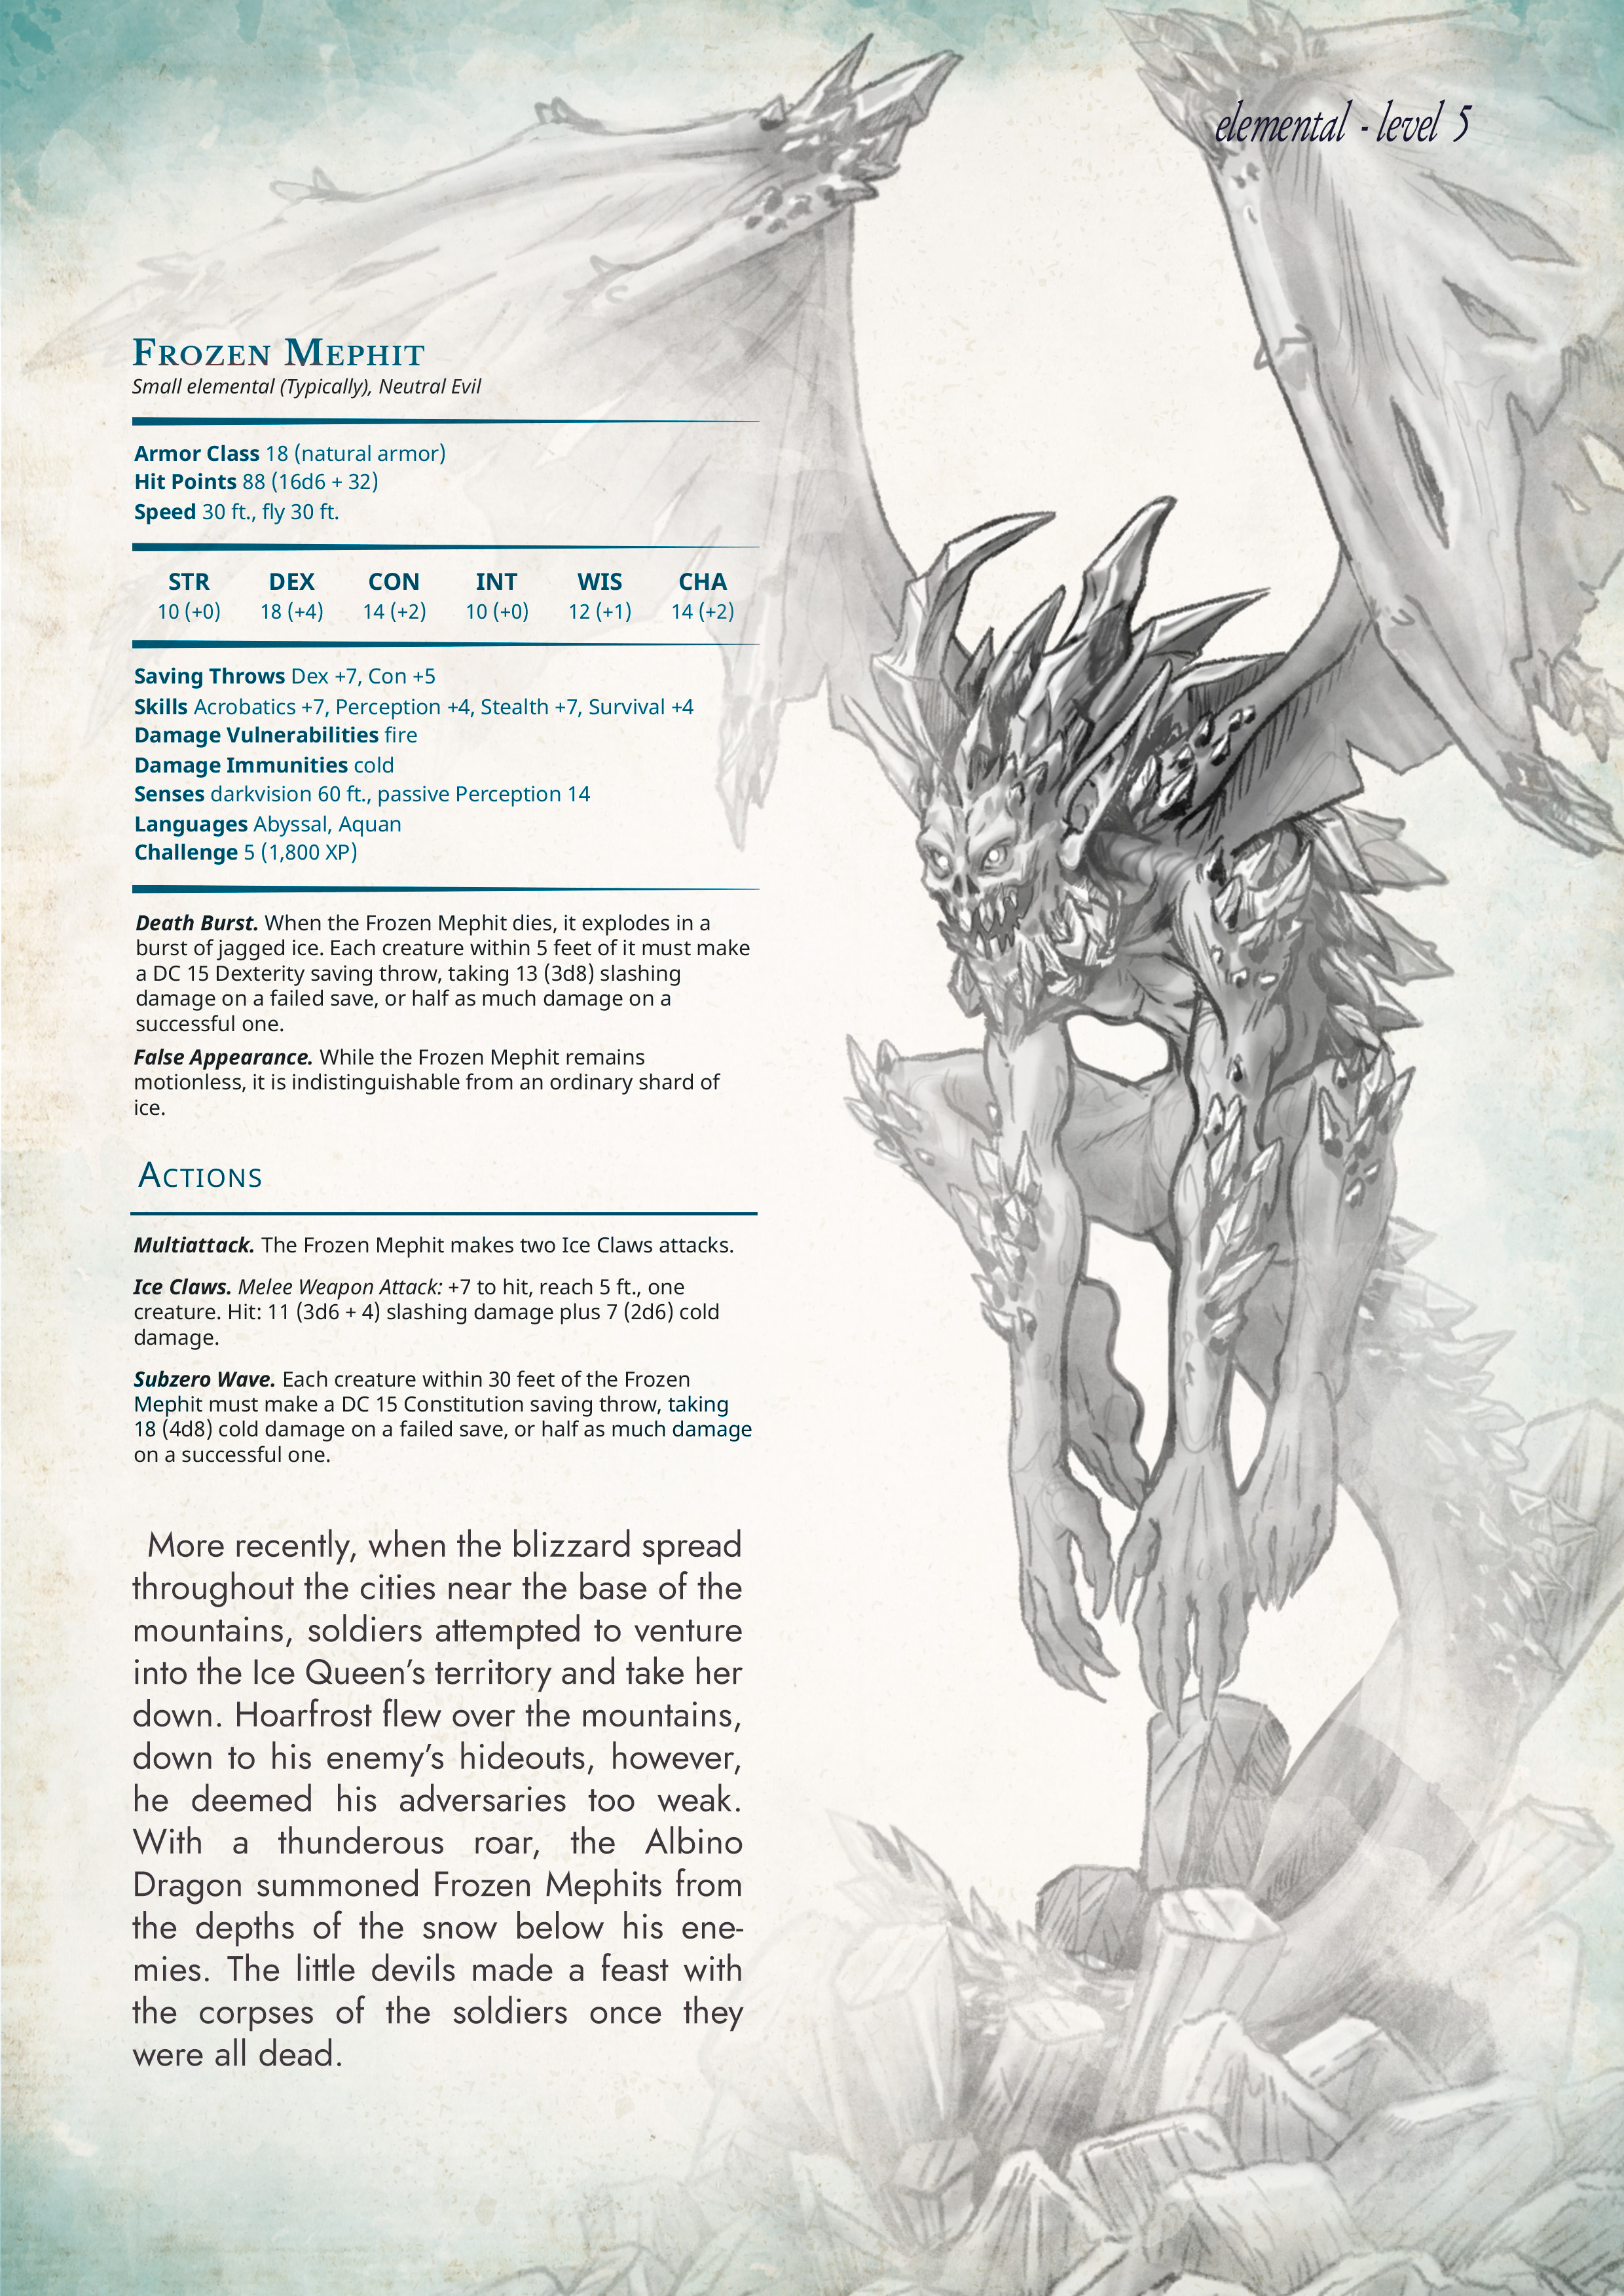 elemental - level 5
Frozen Mephit
Small elemental (Typically), Neutral Evil
Armor Class 18 (natural armor)
Hit Points 88 (16d6 + 32)
Speed 30 ft., fly 30 ft.
STR DEX CON INT WIS CHA
10 (+0) 18 (+4) 14 (+2) 10 (+0) 12 (+1) 14 (+2)
Saving Throws Dex +7, Con +5
Skills Acrobatics +7, Perception +4, Stealth +7, Survival +4
Damage Vulnerabilities fire
Damage Immunities cold
Senses darkvision 60 ft., passive Perception 14
Languages Abyssal, Aquan
Challenge 5 (1,800 XP)
Death Burst. When the Frozen Mephit dies, it explodes in a
burst of jagged ice. Each creature within 5 feet of it must make
a DC 15 Dexterity saving throw, taking 13 (3d8) slashing
damage on a failed save, or half as much damage on a
successful one.
False Appearance. While the Frozen Mephit remains
motionless, it is indistinguishable from an ordinary shard of
ice.
Actions
Multiattack. The Frozen Mephit makes two Ice Claws attacks.
Ice Claws. Melee Weapon Attack: +7 to hit, reach 5 ft., one
creature. Hit: 11 (3d6 + 4) slashing damage plus 7 (2d6) cold
damage.
Subzero Wave. Each creature within 30 feet of the Frozen
Mephit must make a DC 15 Constitution saving throw, taking
18 (4d8) cold damage on a failed save, or half as much damage
on a successful one.
More recently, when the blizzard spread
throughout the cities near the base of the
mountains, soldiers attempted to venture
into the Ice Queen's territory and take her
down. Hoarfrost flew over the mountains,
down to his enemy's hideouts, however,
he deemed his adversaries too weak.
With a thunderous roar, the Albino
Dragon summoned Frozen Mephits from
the depths of the snow below his ene-
mies. The little devils made a feast with
the corpses of the soldiers once they
were all dead.